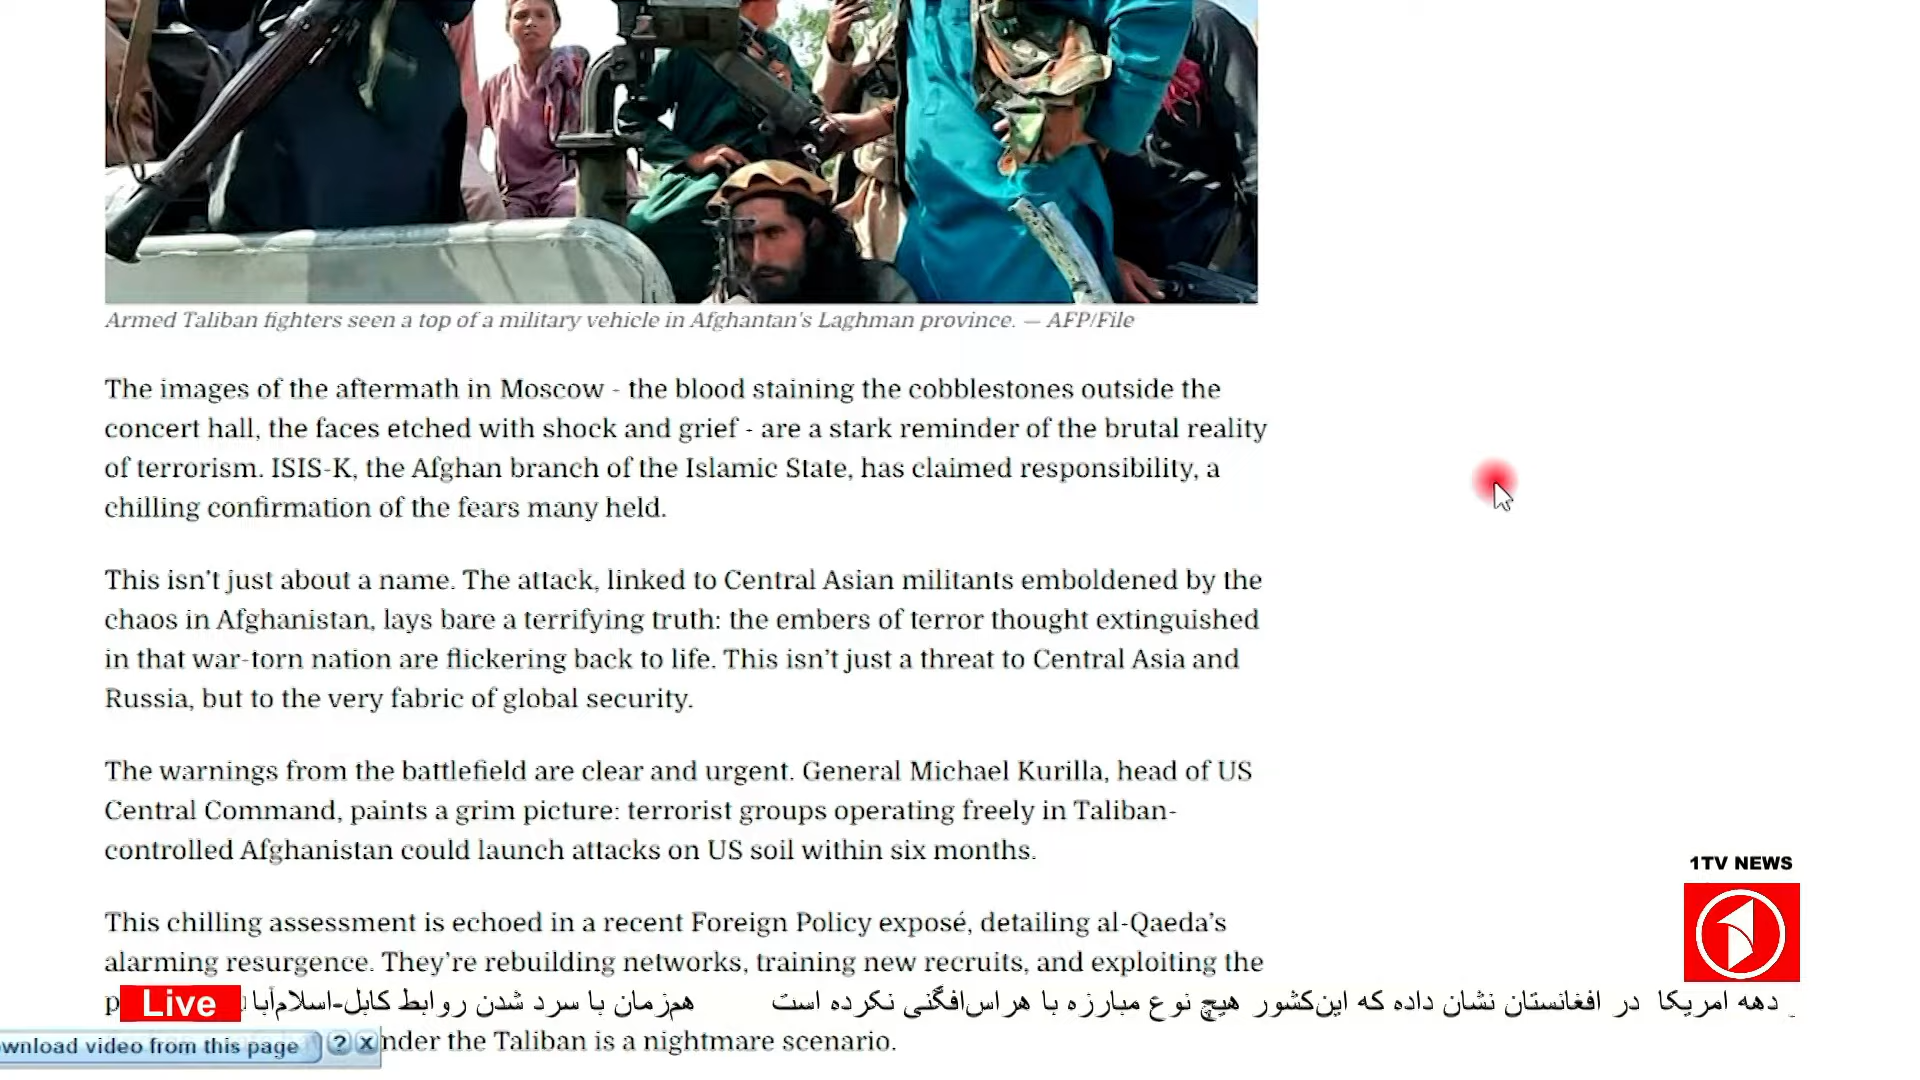 Armed Taliban fighters seen a top of a military vehicle in Afghantan's Laghman province. — AFP/File
The images of the aftermath in Moscow - the blood staining the cobblestones outside the
concert hall, the faces etched with shock and grief - are a stark reminder of the brutal reality
of terrorism. ISIS-K, the Afghan branch of the Islamic State, has claimed responsibility, a
chilling confirmation of the fears many held.
This isn't just about a name. The attack, linked to Central Asian militants emboldened by the
chaos in Afghanistan, lays bare a terrifying truth: the embers of terror thought extinguished
in that war-torn nation are flickering back to life. This isn't just a threat to Central Asia and
Russia, but to the very fabric of global security.
The warnings from the battlefield are clear and urgent. General Michael Kurilla, head of US
Central Command, paints a grim picture: terrorist groups operating freely in Taliban-
controlled Afghanistan could launch attacks on US soil within six months.
1TV NEWS
This chilling assessment is echoed in a recent Foreign Policy exposé, detailing al-Qaeda's
alarming resurgence. They're rebuilding networks, training new recruits, and exploiting the
Live
دهه امریکا در افغانستان نشان داده که این‌کشور هیچ نوع مبارزه با هراس‌افگنی نکرده است
هم‌زمان با سرد شدن روابط کابل-اسلام‌آبا
wnload video from this page ? x
nder the Taliban is a nightmare scenario.